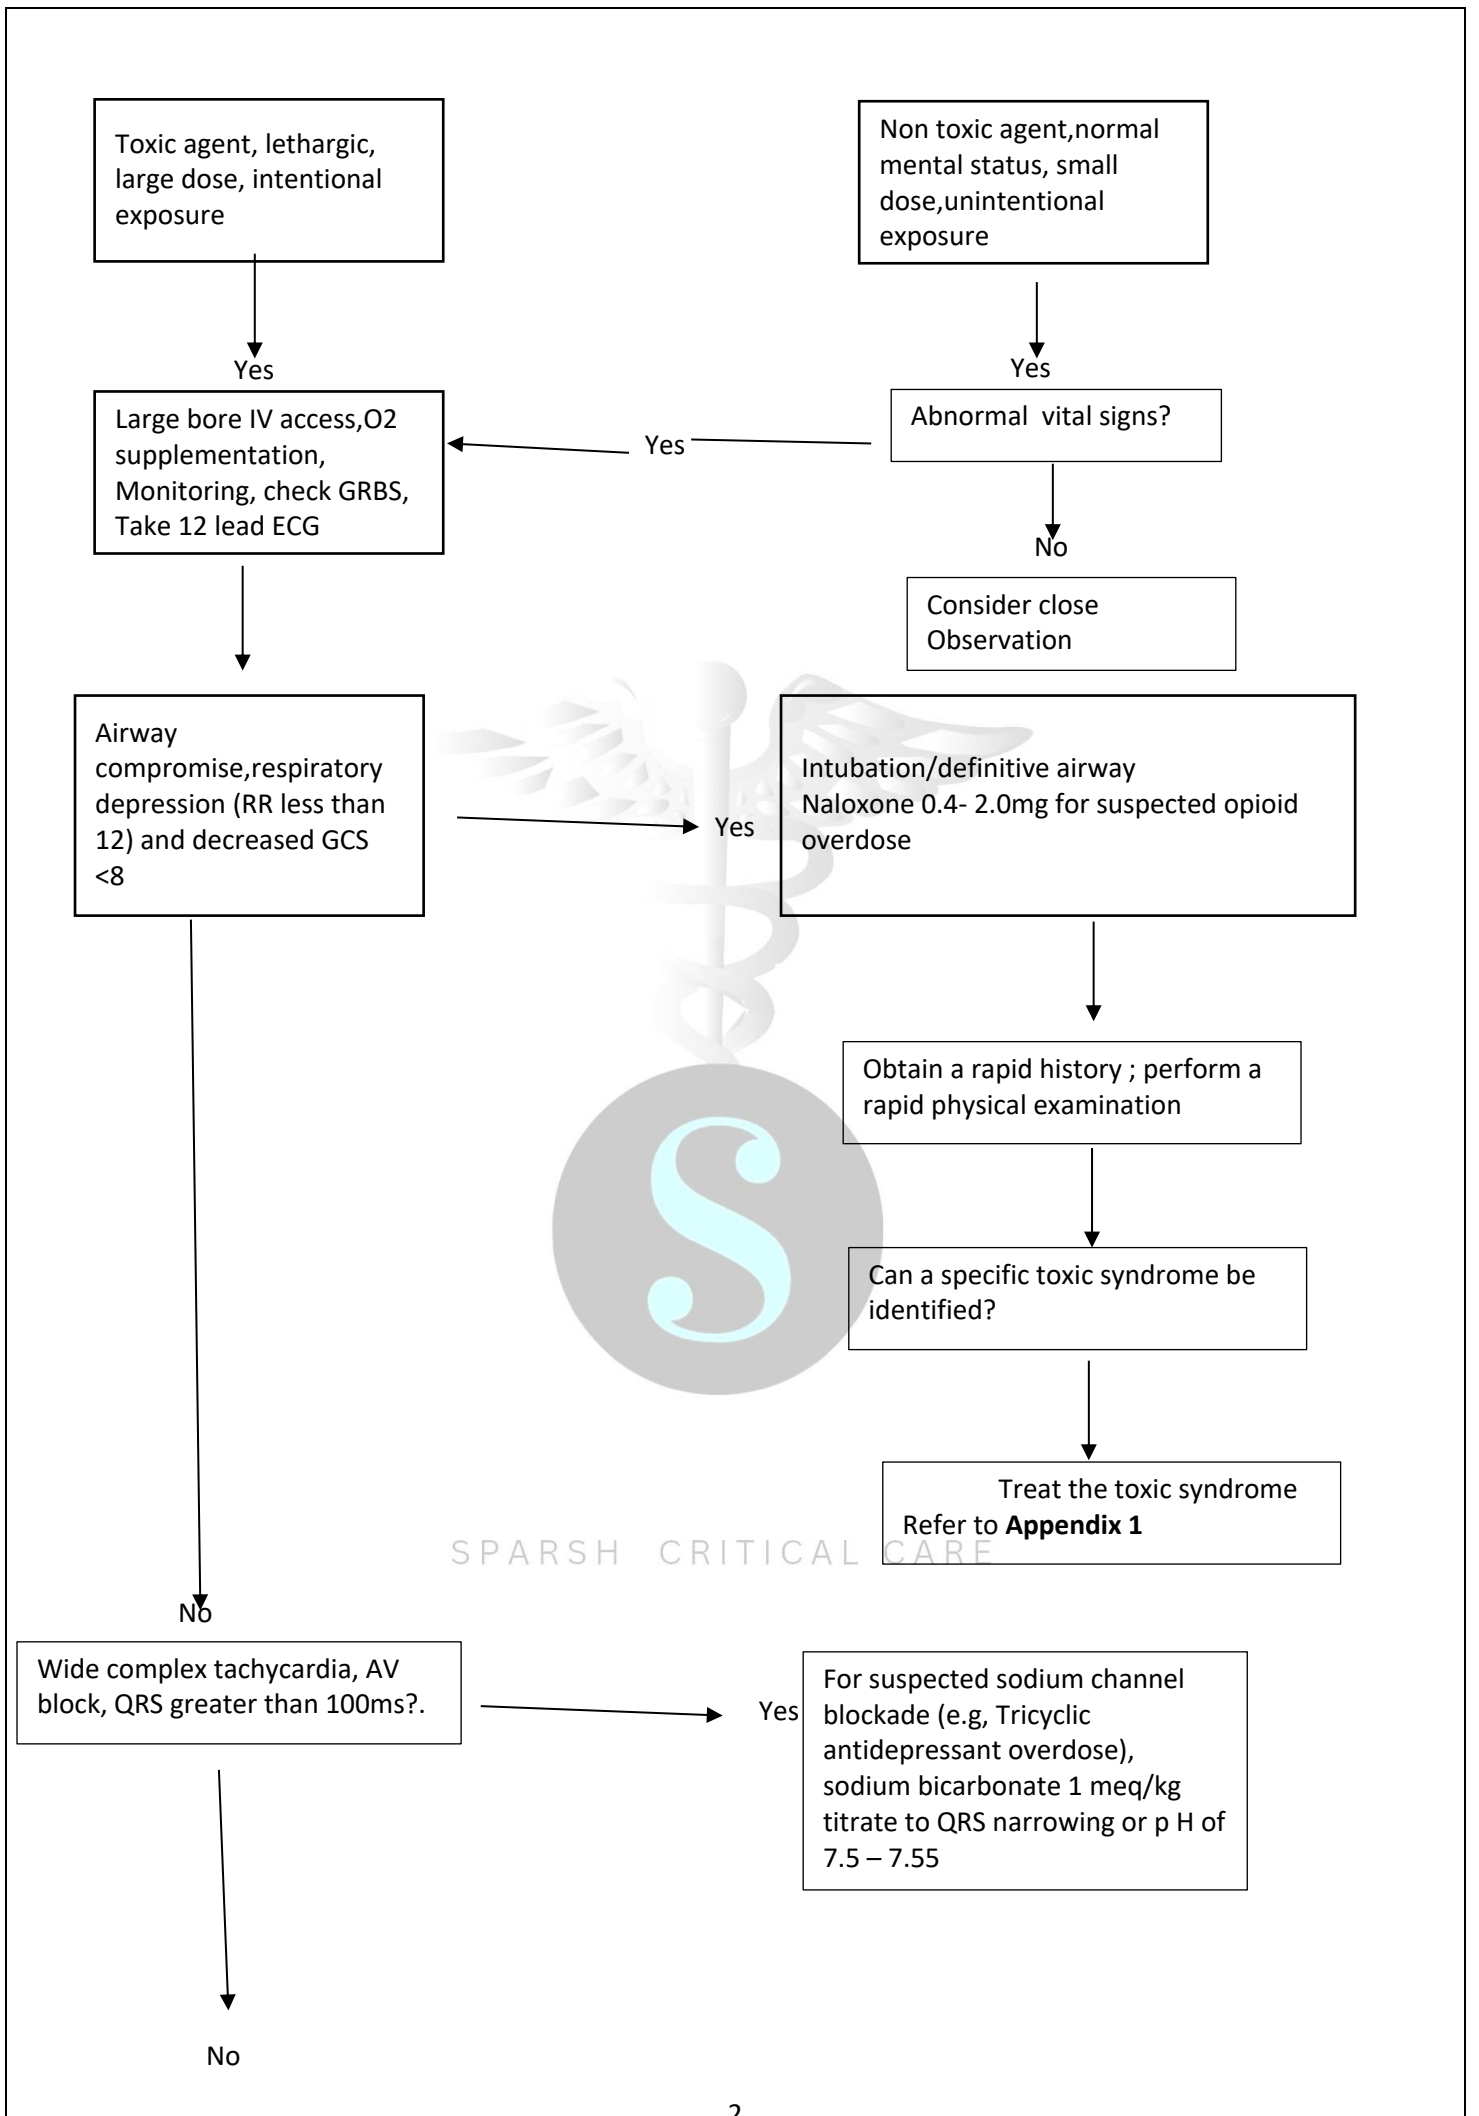 Toxic agent, lethargic,
large dose, intentional
exposure
Non toxic agent,normal
mental status, small
dose,unintentional
exposure
Yes
Yes
Large bore IV access,O2
supplementation,
Monitoring, check GRBS,
Take 12 lead ECG
Yes
Abnormal  vital signs?
No
Consider close
Observation
Airway
compromise,respiratory
depression (RR less than
12) and decreased GCS
<8
Yes
Intubation/definitive airway
Naloxone 0.4- 2.0mg for suspected opioid
overdose
Obtain a rapid history ; perform a
rapid physical examination
S
Can a specific toxic syndrome be
identified?
Treat the toxic syndrome
Refer to Appendix 1
SPARSH CRITICAL CARE
No
Wide complex tachycardia, AV
block, QRS greater than 100ms?.
Yes
For suspected sodium channel
blockade (e.g, Tricyclic
antidepressant overdose),
sodium bicarbonate 1 meq/kg
titrate to QRS narrowing or p H of
7.5 – 7.55
No
2